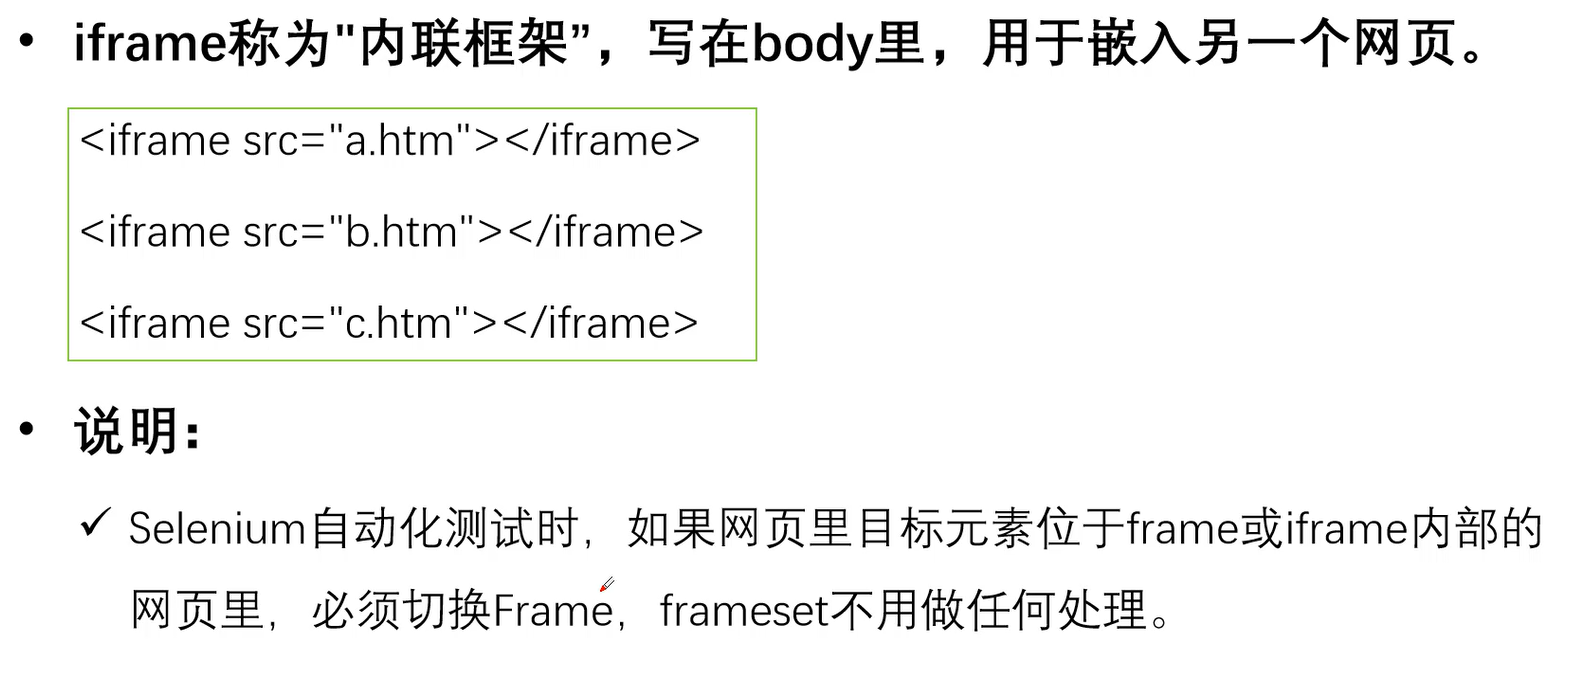 • iframe称为"内联框架”，写在body里，用于嵌入另一个网页。
<iframe src="a.htm"></iframe>
<iframe src="b.htm"></iframe>
<iframe src="c.htm"></iframe>
• 说明：
✓ Selenium自动化测试时，如果网页里目标元素位于frame或iframe内部的
网页里，必须切换Frame，frameset不用做任何处理。